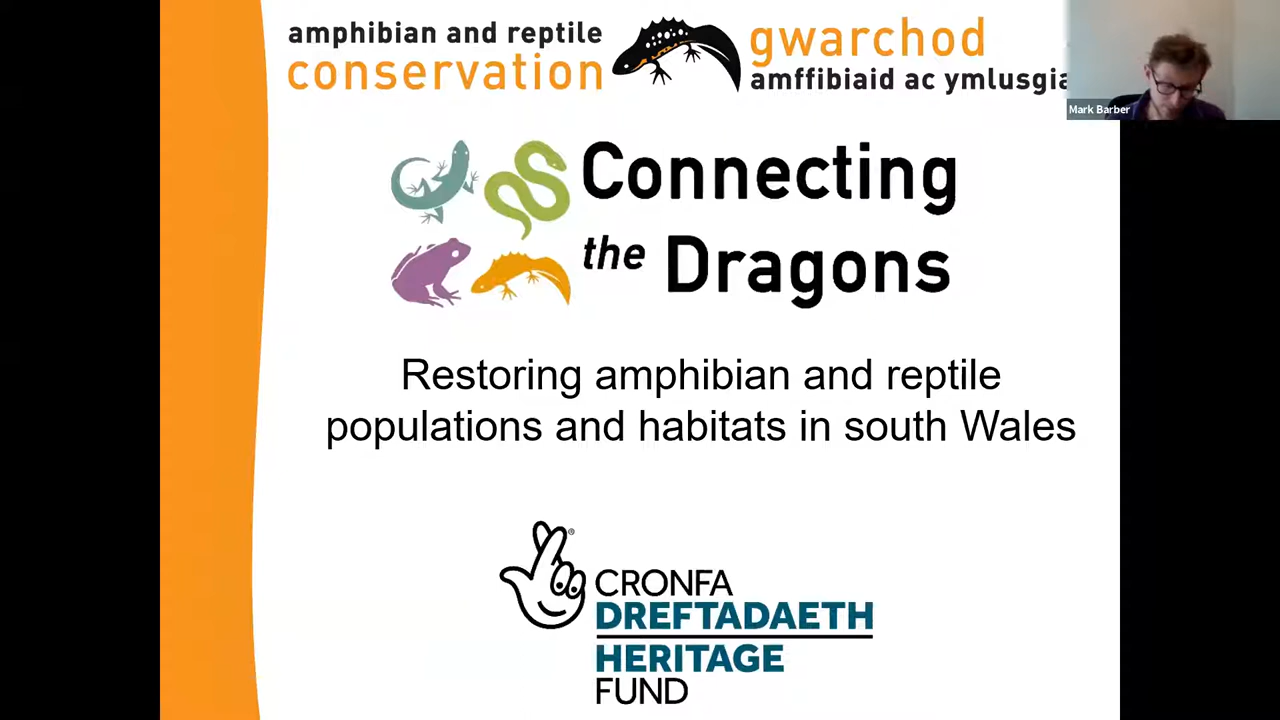 amphibian and reptile
conservation
gwarchod
amffibiaid ac ymlusgia
Mark Barber
Connecting
the Dragons
Restoring amphibian and reptile
populations and habitats in south Wales
®
CRONFA
DREFTADAETH
HERITAGE
FUND